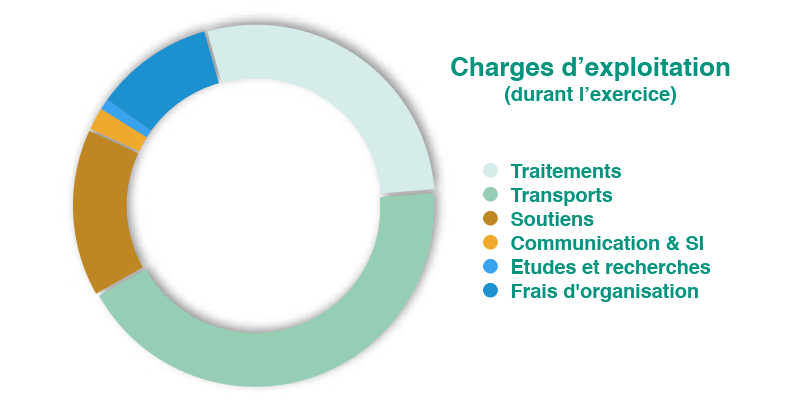 Charges d’exploitation
(durant l’exercice)
Traitements
Transports
Soutiens
Communication & SI
Etudes et recherches
Frais d'organisation